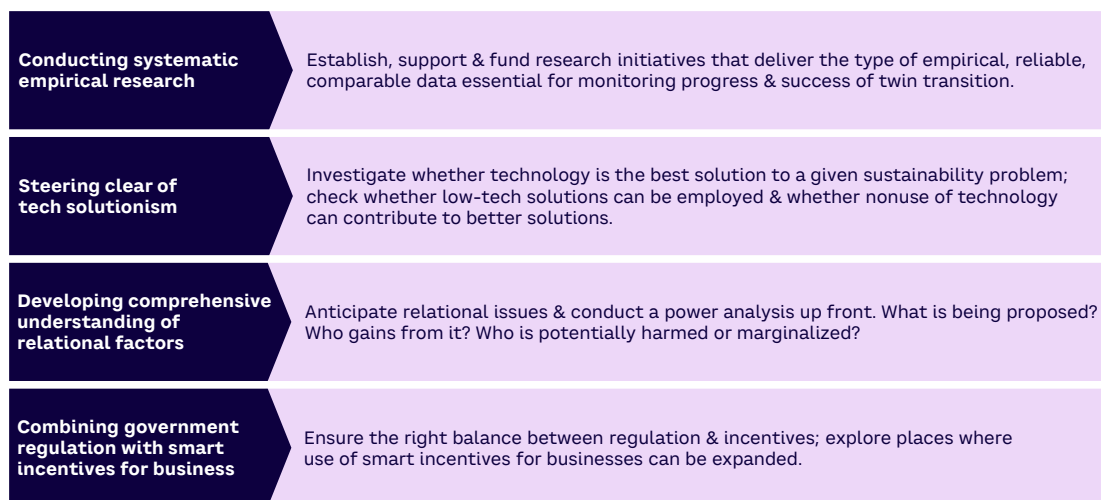 Conducting systematic
empirical research
Establish, support & fund research initiatives that deliver the type of empirical, reliable,
comparable data essential for monitoring progress & success of twin transition.
Steering clear of
tech solutionism
Investigate whether technology is the best solution to a given sustainability problem;
check whether low-tech solutions can be employed & whether nonuse of technology
can contribute to better solutions.
Developing comprehensive
understanding of
relational factors
Anticipate relational issues & conduct a power analysis up front. What is being proposed?
Who gains from it? Who is potentially harmed or marginalized?
Combining government
regulation with smart
incentives for business
Ensure the right balance between regulation & incentives; explore places where
use of smart incentives for businesses can be expanded.